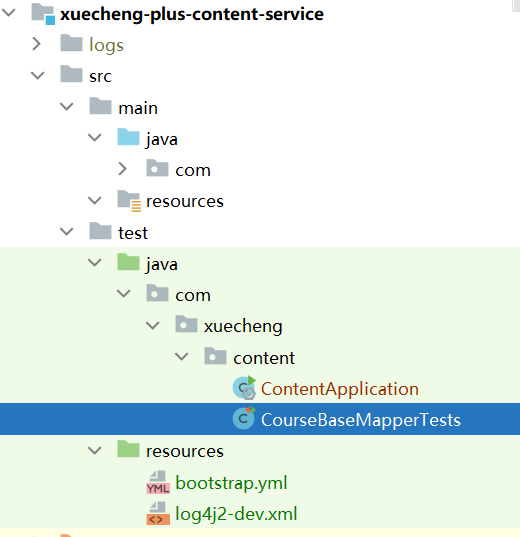 xuecheng-plus-content-service
logs
src
main
java
com
resources
test
java
com
xuecheng
content
ContentApplication
CourseBaseMapperTests
resources
YML bootstrap.yml
log4j2-dev.xml